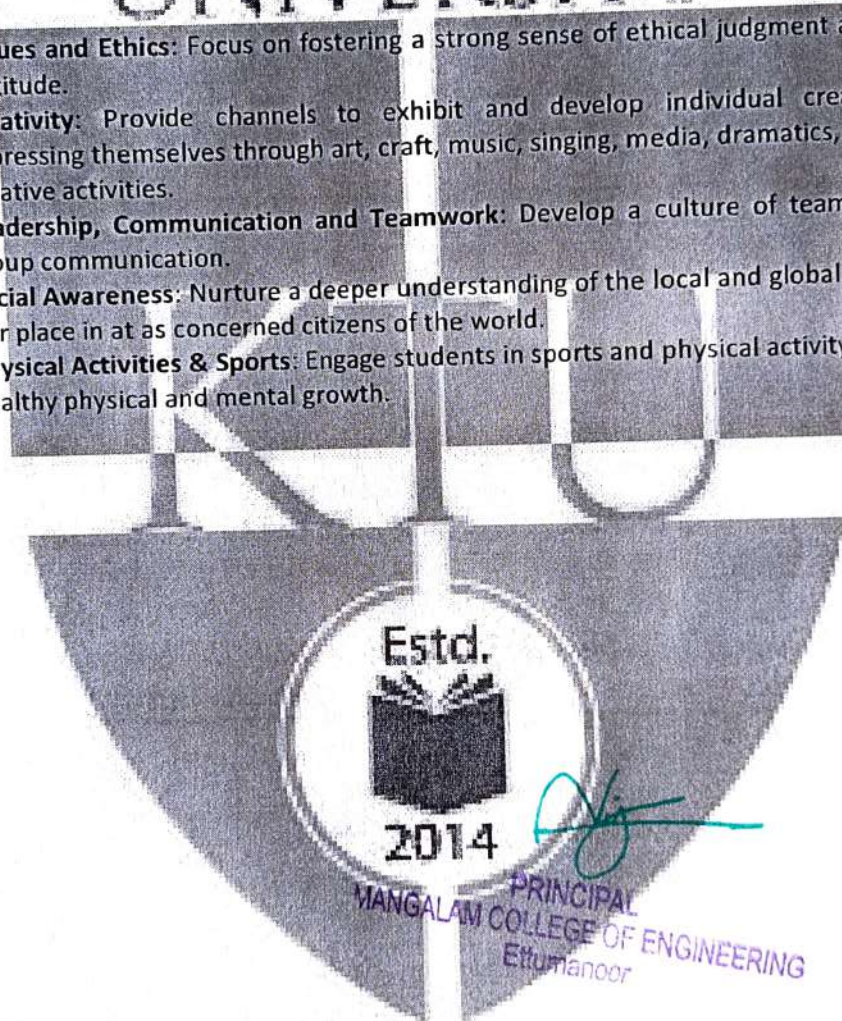 ues and Ethics: Focus on fostering a strong sense of ethical judgment a
itude.
ativity: Provide channels to exhibit and develop individual crea
pressing themselves through art, craft, music, singing, media, dramatics,
ative activities.
dership, Communication and Teamwork: Develop a culture of team
oup communication.
cial Awareness: Nurture a deeper understanding of the local and global
r place in at as concerned citizens of the world.
ysical Activities & Sports: Engage students in sports and physical activity
althy physical and mental growth.
KTU
Estd.
2014
PRINCIPAL
MANGALAM COLLEGE OF ENGINEERING
Ettumanoor